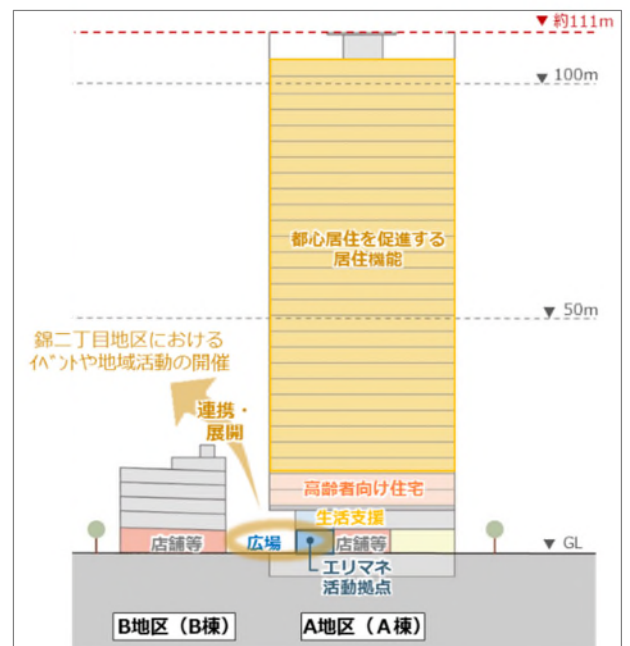 ▼ 約111m
▼ 100m
都心居住を促進する
居住機能
▼ 50m
錦二丁目地区における
イベントや地域活動の開催
連携・
展開
高齢者向け住宅
生活支援
店舗等
広場
店舗等
▼ GL
エリマネ
活動拠点
B地区（B棟）
A地区（A棟）